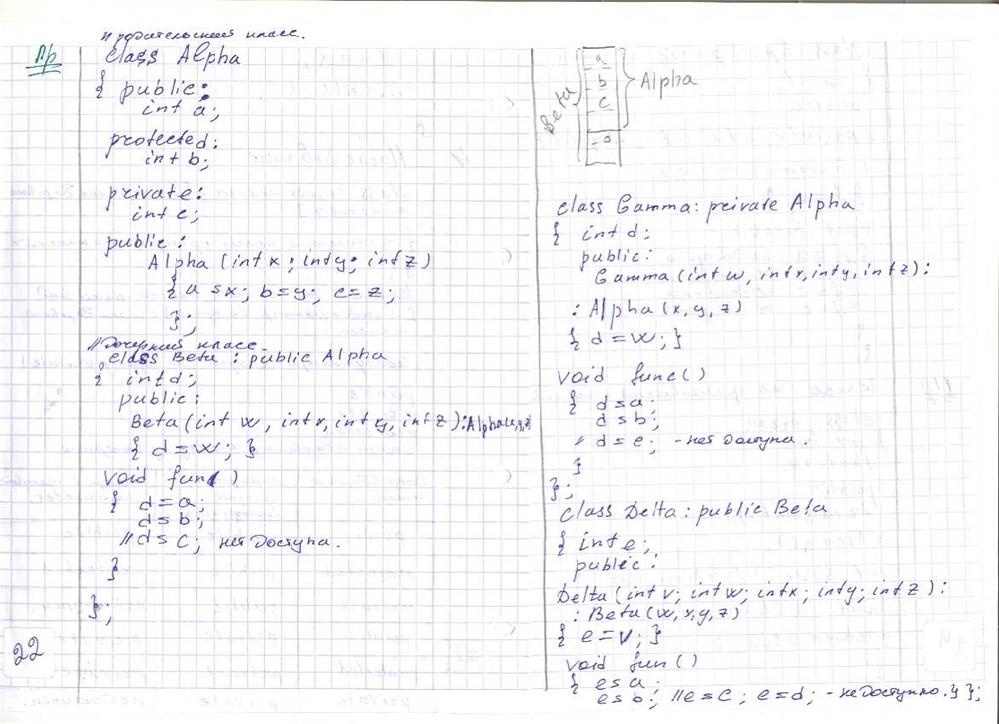 Пр
// родительский класс.
class Alpha
{ public:
int a;
protected:
int b;
private:
int c;
public:
Alpha (int x; int y; int z)
{ a = x; b = y; c = z;
};
// Дочерний класс.
class Beta : public Alpha
{ int d;
public:
Beta (int w, int x, int y, int z):Alpha(x,y,z)
{ d = w; }
void fun( )
{ d = a;
d = b;
// d = c; нет доступа.
}
};
22
a
b
c
d
Beta
Alpha
class Gamma: private Alpha
{ int d;
public:
Gamma (int w, int x, int y, int z):
: Alpha (x, y, z)
{ d = w; }
void func()
{ d = a;
d = b;
// d = c; - нет доступа.
}
};
class Delta : public Beta
{ int e;
public:
Delta (int v; int w; int x; int y; int z):
: Beta (w, x, y, z)
{ e = v; }
void fun ()
{ e = a;
e = b; // e = c; e = d; - не доступно. } };